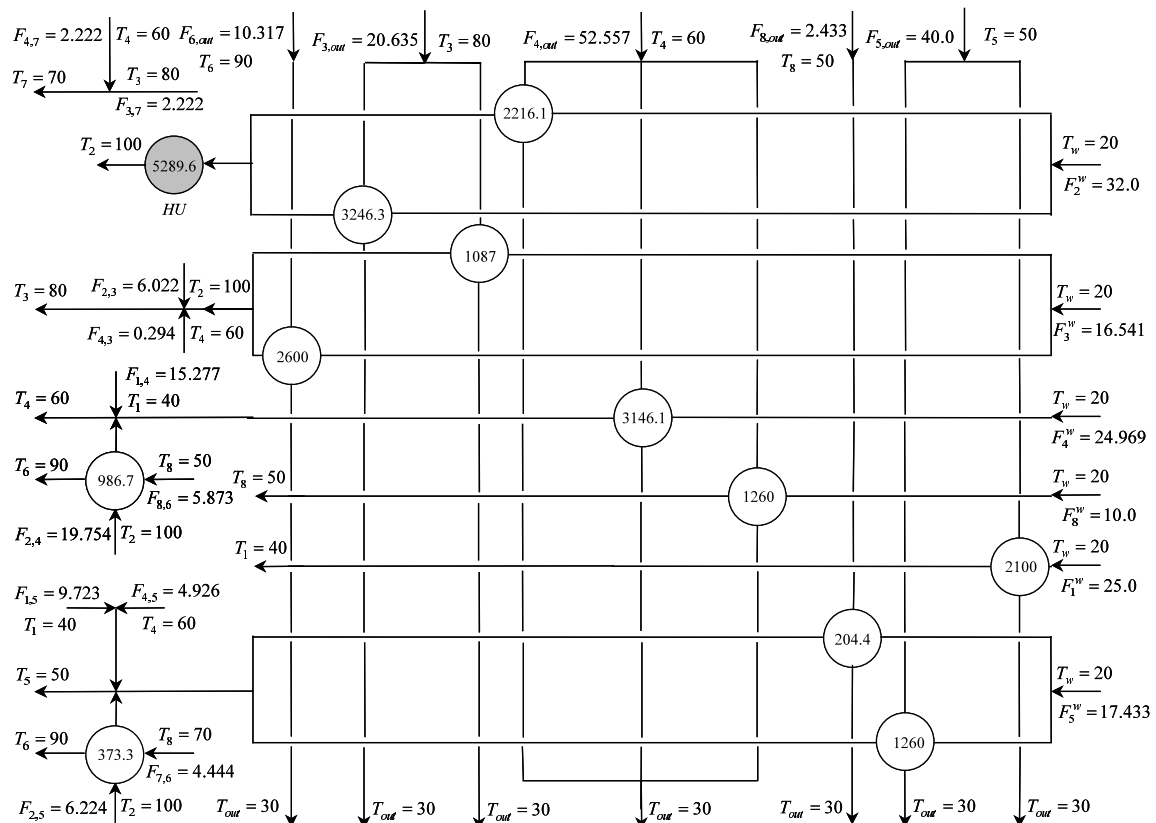 F4,7 = 2.222
T4 = 60
F6,out = 10.317
T6 = 90
F3,out = 20.635
T3 = 80
F4,out = 52.557
T4 = 60
F8,out = 2.433
T8 = 50
F5,out = 40.0
T5 = 50
T7 = 70
T3 = 80
F3,7 = 2.222
2216.1
T2 = 100
5289.6
HU
Tw = 20
F2^w = 32.0
3246.3
1087
T3 = 80
F2,3 = 6.022
T2 = 100
F4,3 = 0.294
T4 = 60
Tw = 20
F3^w = 16.541
2600
F1,4 = 15.277
T4 = 60
T1 = 40
3146.1
Tw = 20
F4^w = 24.969
T6 = 90
986.7
T8 = 50
F8,6 = 5.873
T8 = 50
1260
Tw = 20
F8^w = 10.0
F2,4 = 19.754
T2 = 100
T1 = 40
2100
Tw = 20
F1^w = 25.0
F1,5 = 9.723
F4,5 = 4.926
T1 = 40
T4 = 60
204.4
T5 = 50
Tw = 20
F5^w = 17.433
T6 = 90
373.3
T8 = 70
F7,6 = 4.444
1260
F2,5 = 6.224
T2 = 100
Tout = 30
Tout = 30
Tout = 30
Tout = 30
Tout = 30
Tout = 30
Tout = 30